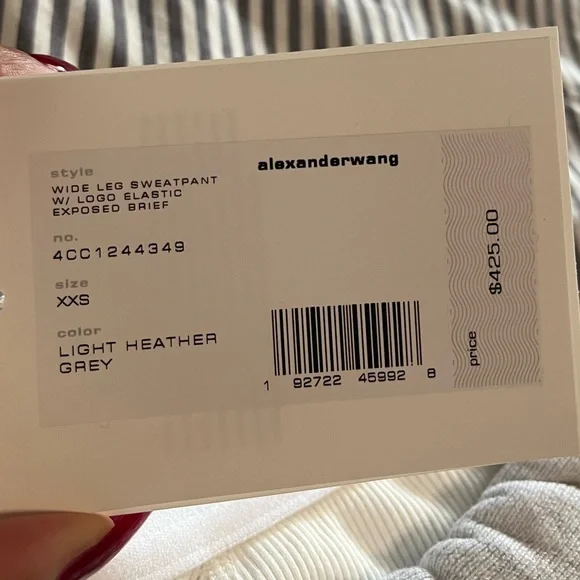 style
WIDE LEG SWEATPANT
W/ LOGO ELASTIC
EXPOSED BRIEF
no.
4CC1244349
size
XXS
color
LIGHT HEATHER
GREY
alexanderwang
1 92722 45992 8
price $425.00